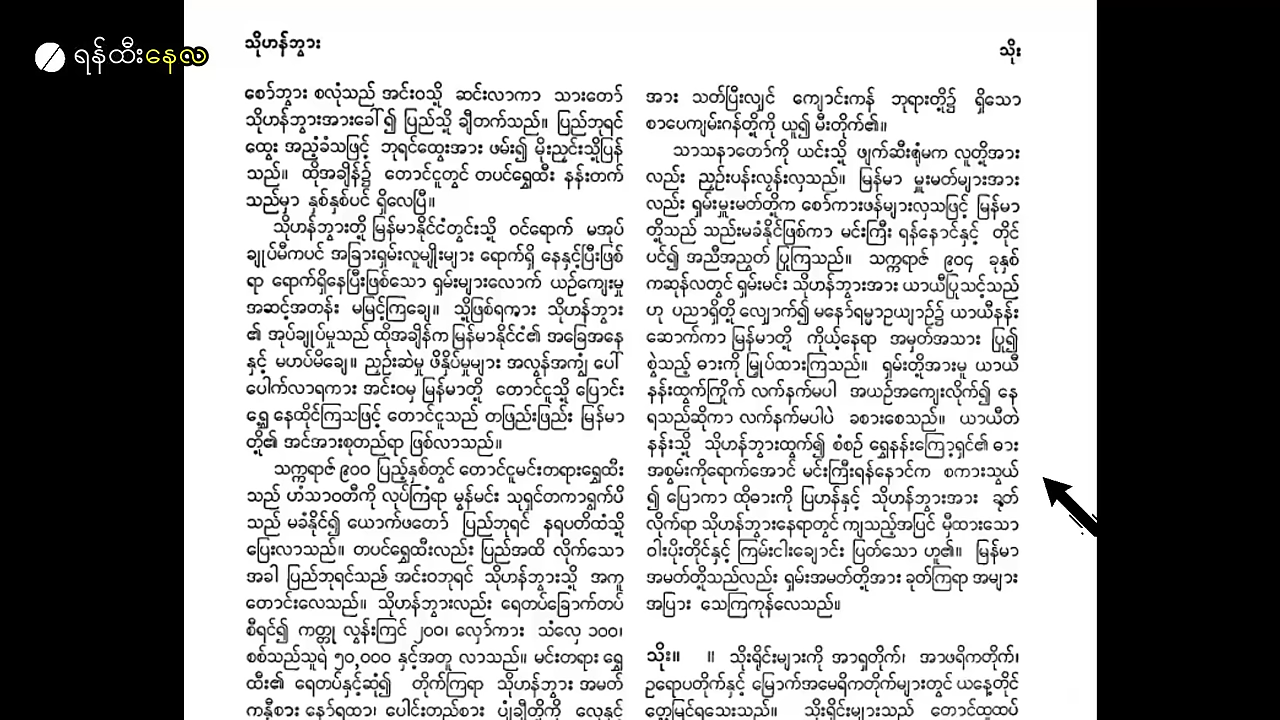 ရန်ထီးနေလ
သိုဟန်ဘွား
သိုး
စော်ဘွား စလုံသည် အင်းဝသို့ ဆင်းလာကာ သားတော်
သိုဟန်ဘွားအားခေါ်၍ ပြည်သို့ ချီတက်သည်။ ပြည်ဘုရင်
ထွေး အညံ့ခံသဖြင့် ဘုရင်ထွေးအား ဖမ်း၍ မိုးညှင်းသို့ပြန်
သည်။ ထိုအချိန်၌ တောင်ငူတွင် တပင်ရွှေထီး နန်းတက်
သည်မှာ နှစ်နှစ်ပင် ရှိလေပြီ။
သိုဟန်ဘွားတို့ မြန်မာနိုင်ငံတွင်းသို့ ဝင်ရောက် မအုပ်
ချုပ်မီကပင် အခြားရှမ်းလူမျိုးများ ရောက်ရှိ နေနှင့်ပြီးဖြစ်
ရာ ရောက်ရှိနေပြီးဖြစ်သော ရှမ်းများလောက် ယဉ်ကျေးမှု
အဆင့်အတန်း မမြင့်ကြချေ။ သို့ဖြစ်ရကား သိုဟန်ဘွား
၏ အုပ်ချုပ်မှုသည် ထိုအချိန်က မြန်မာနိုင်ငံ၏ အခြေအနေ
နှင့် မဟပ်မိချေ။ ညှဉ်းဆဲမှု ဖိနှိပ်မှုများ အလွန်အကျွံ ပေါ်
ပေါက်လာရကား အင်းဝမှ မြန်မာတို့ တောင်ငူသို့ ပြောင်း
ရွှေ့ နေထိုင်ကြသဖြင့် တောင်ငူသည် တဖြည်းဖြည်း မြန်မာ
တို့၏ အင်အားစုတည်ရာ ဖြစ်လာသည်။
သက္ကရာဇ် ၉၀၀ ပြည့်နှစ်တွင် တောင်ငူမင်းတရားရွှေထီး
သည် ဟံသာဝတီကို လုပ်ကြံရာ မွန်မင်း သုရှင်တကာရွက်ပိ
သည် မခံနိုင်၍ ယောက်ဖတော် ပြည်ဘုရင် နရပတိထံသို့
ပြေးလာသည်။ တပင်ရွှေထီးလည်း ပြည်အထိ လိုက်သော
အခါ ပြည်ဘုရင်သည် အင်းဝဘုရင် သိုဟန်ဘွားသို့ အကူ
တောင်းလေသည်။ သိုဟန်ဘွားလည်း ရေတပ်ခြောက်တပ်
စီရင်၍ ကတ္တူ လွန်းကြင် ၂၀၀၊ လှော်ကား သံလှေ ၁၀၀၊
စစ်သည်သူရဲ ၅၀,၀၀၀ နှင့်အတူ လာသည်။ မင်းတရား ရွှေ
ထီး၏ ရေတပ်နှင့်ဆုံ၍ တိုက်ကြရာ သိုဟန်ဘွား အမတ်
ကန္နီစား နော်ရထာ၊ ပေါင်းတည်စား ပျံချီတို့ကို လှေနှင့်
အား သတ်ပြီးလျှင် ကျောင်းကန် ဘုရားတို့၌ ရှိသော
စာပေကျမ်းဂန်တို့ကို ယူ၍ မီးတိုက်၏။
သာသနာတော်ကို ယင်းသို့ ဖျက်ဆီးရုံမက လူတို့အား
လည်း ညှဉ်းပန်းလွန်းလှသည်။ မြန်မာ မှူးမတ်များအား
လည်း ရှမ်းမှူးမတ်တို့က စော်ကားဖန်များလှသဖြင့် မြန်မာ
တို့သည် သည်းမခံနိုင်ဖြစ်ကာ မင်းကြီး ရန်နောင်နှင့် တိုင်
ပင်၍ အညီအညွတ် ပြုကြသည်။ သက္ကရာဇ် ၉၀၄ ခုနှစ်
ကဆုန်လတွင် ရှမ်းမင်း သိုဟန်ဘွားအား ယာယီပြုသင့်သည်
ဟု ပညာရှိတို့ လျှောက်၍ မနော်ရမ္မာဥယျာဉ်၌ ယာယီနန်း
ဆောက်ကာ မြန်မာတို့ ကိုယ့်နေရာ အမှတ်အသား ပြု၍
စွဲသည့် ဓားကို မြှုပ်ထားကြသည်။ ရှမ်းတို့အားမူ ယာယီ
နန်းထွက်ကြိုက် လက်နက်မပါ အယဉ်အကျေးလိုက်၍ နေ
ရသည်ဆိုကာ လက်နက်မပါပဲ ခစားစေသည်။ ယာယီတဲ
နန်းသို့ သိုဟန်ဘွားထွက်၍ စံစဉ် ရွှေနန်းကြော့ရှင်၏ ဓား
အစွမ်းကိုရောက်အောင် မင်းကြီးရန်နောင်က စကားသွယ်
၍ ပြောကာ ထိုဓားကို ပြဟန်နှင့် သိုဟန်ဘွားအား ခုတ်
လိုက်ရာ သိုဟန်ဘွားနေရာတွင် ကျသည့်အပြင် မှီထားသော
ဝါးပိုးတိုင်နှင့် ကြမ်းငါးချောင်း ပြတ်သော ဟူ၏။ မြန်မာ
အမတ်တို့သည်လည်း ရှမ်းအမတ်တို့အား ခုတ်ကြရာ အများ
အပြား သေကြကုန်လေသည်။
သိုး။ ။ သိုးရိုင်းများကို အာရှတိုက်၊ အာဖရိကတိုက်၊
ဥရောပတိုက်နှင့် မြောက်အမေရိကတိုက်များတွင် ယနေ့တိုင်
တွေ့မြင်ရသေးသည်။ သိုးရိုင်းများသည် တောင်ထူထပ်